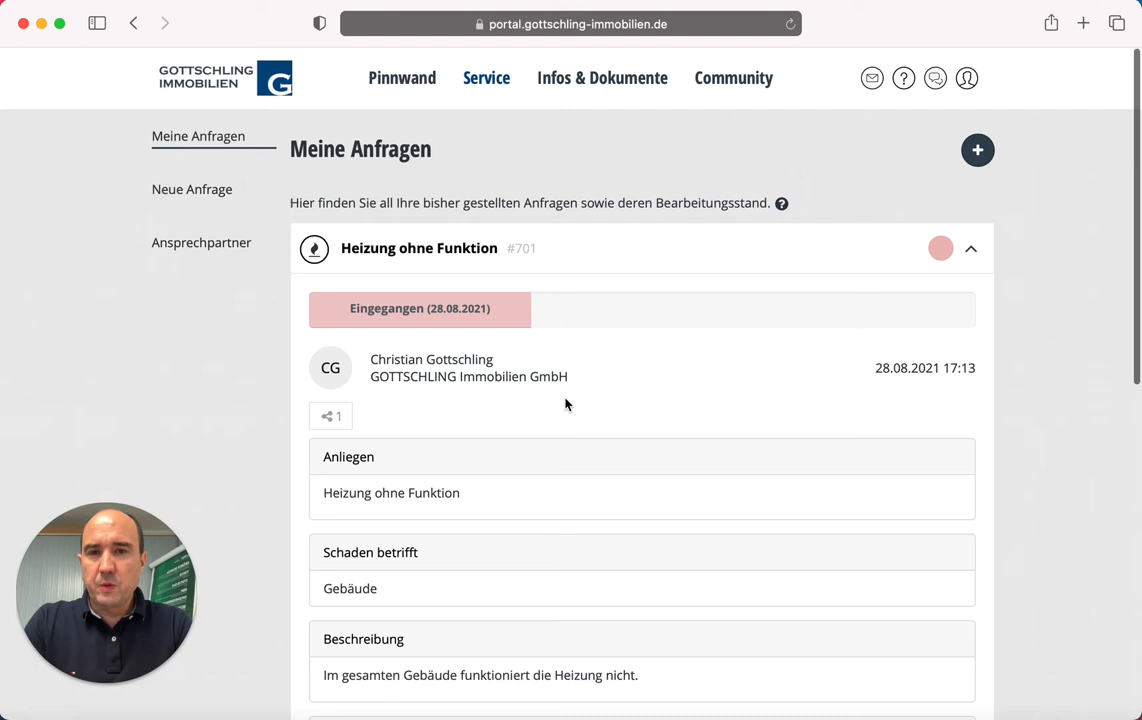 portal.gottschling-immobilien.de
GOTTSCHLING
IMMOBILIEN
G
Pinnwand
Service
Infos & Dokumente
Community
?
Meine Anfragen
Neue Anfrage
Ansprechpartner
Meine Anfragen
+
Hier finden Sie all Ihre bisher gestellten Anfragen sowie deren Bearbeitungsstand. ?
Heizung ohne Funktion #701
Eingegangen (28.08.2021)
CG
Christian Gottschling
GOTTSCHLING Immobilien GmbH
28.08.2021 17:13
1
Anliegen
Heizung ohne Funktion
Schaden betrifft
Gebäude
Beschreibung
Im gesamten Gebäude funktioniert die Heizung nicht.